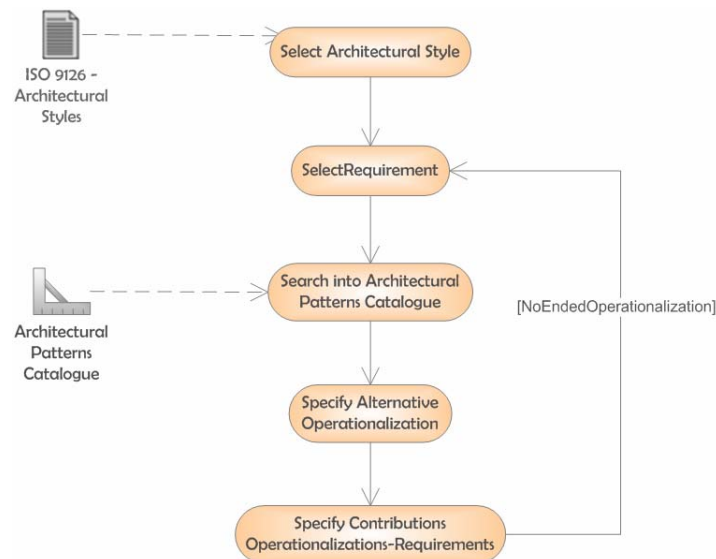 Select Architectural Style
ISO 9126 -
Architectural
Styles
SelectRequirement
Search into Architectural
Patterns Catalogue
[NoEndedOperationalization]
Architectural
Patterns
Catalogue
Specify Alternative
Operationalization
Specify Contributions
Operationalizations-Requirements